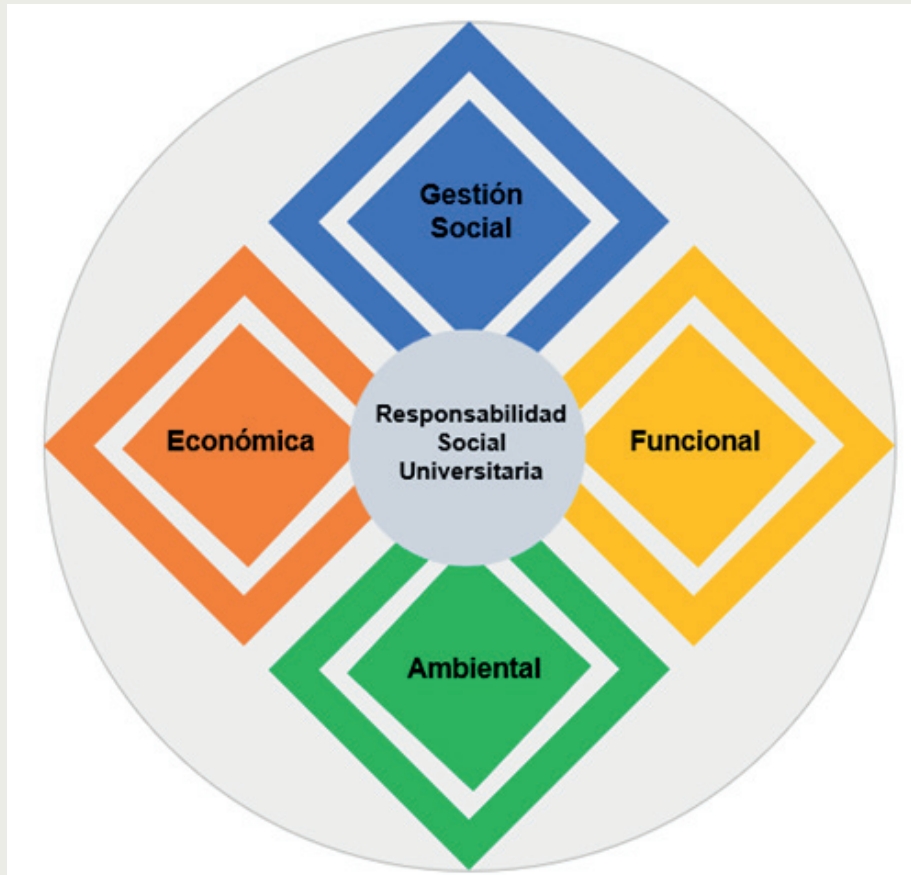 Gestión
Social
Económica
Responsabilidad
Social
Universitaria
Funcional
Ambiental